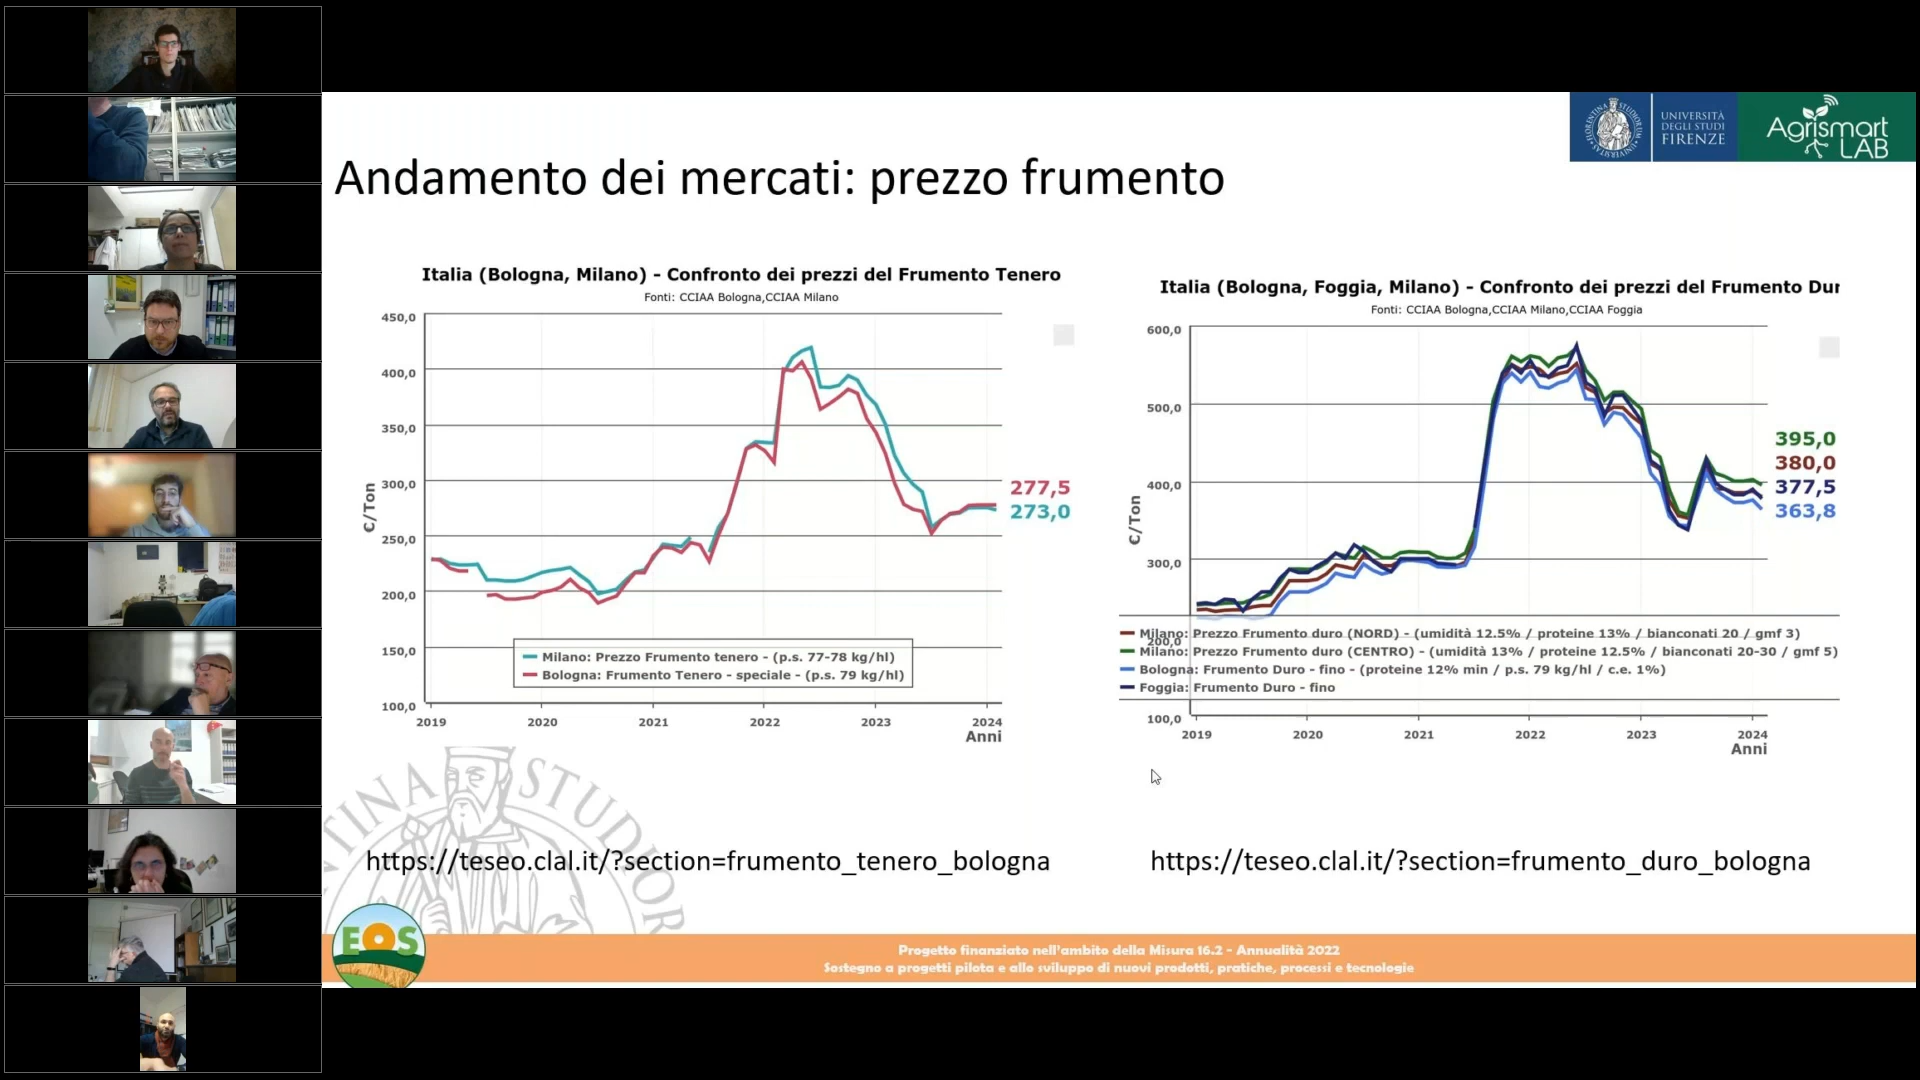 UNIVERSITÀ
DEGLI STUDI
FIRENZE
Agrismart
LAB
Andamento dei mercati: prezzo frumento
Italia (Bologna, Milano) - Confronto dei prezzi del Frumento Tenero
Fonti: CCIAA Bologna,CCIAA Milano
450,0
400,0
350,0
300,0
250,0
200,0
150,0
100,0
€/Ton
277,5
273,0
Milano: Prezzo Frumento tenero - (p.s. 77-78 kg/hl)
Bologna: Frumento Tenero - speciale - (p.s. 79 kg/hl)
2019 2020 2021 2022 2023 2024
Anni
Italia (Bologna, Foggia, Milano) - Confronto dei prezzi del Frumento Dur
Fonti: CCIAA Bologna,CCIAA Milano,CCIAA Foggia
600,0
500,0
400,0
300,0
200,0
100,0
€/Ton
395,0
380,0
377,5
363,8
Milano: Prezzo Frumento duro (NORD) - (umidità 12.5% / proteine 13% / bianconati 20 / gmf 3)
Milano: Prezzo Frumento duro (CENTRO) - (umidità 13% / proteine 12.5% / bianconati 20-30 / gmf 5)
Bologna: Frumento Duro - fino - (proteine 12% min / p.s. 79 kg/hl / c.e. 1%)
Foggia: Frumento Duro - fino
2019 2020 2021 2022 2023 2024
Anni
https://teseo.clal.it/?section=frumento_tenero_bologna
https://teseo.clal.it/?section=frumento_duro_bologna
EOS
Progetto finanziato nell'ambito della Misura 16.2 - Annualità 2022
Sostegno a progetti pilota e allo sviluppo di nuovi prodotti, pratiche, processi e tecnologie